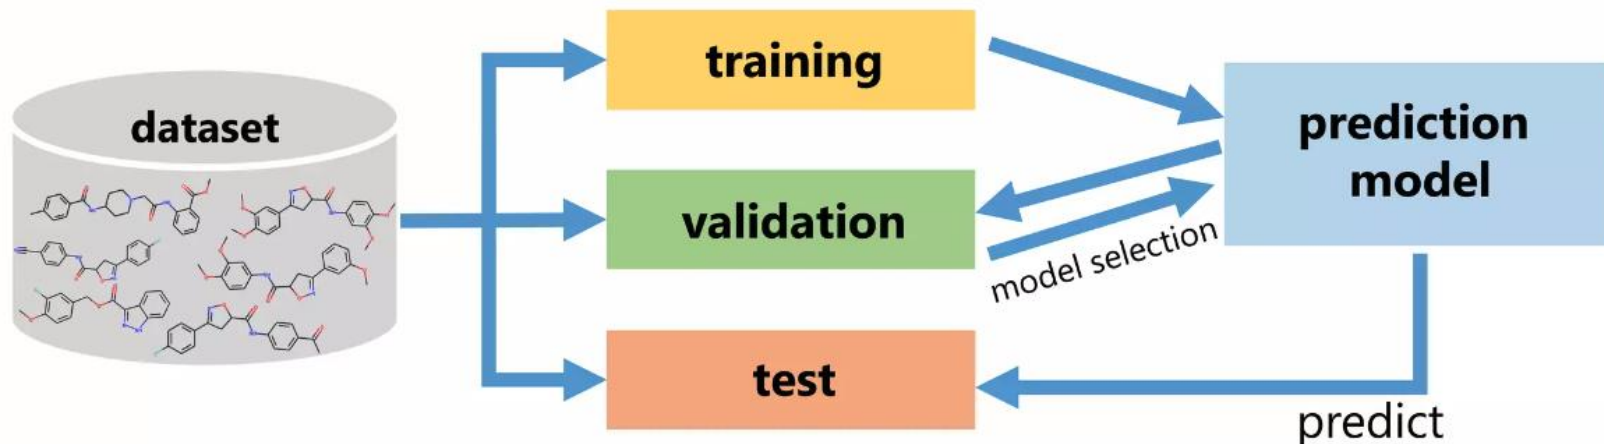 dataset
training
validation
test
prediction
model
model selection
predict